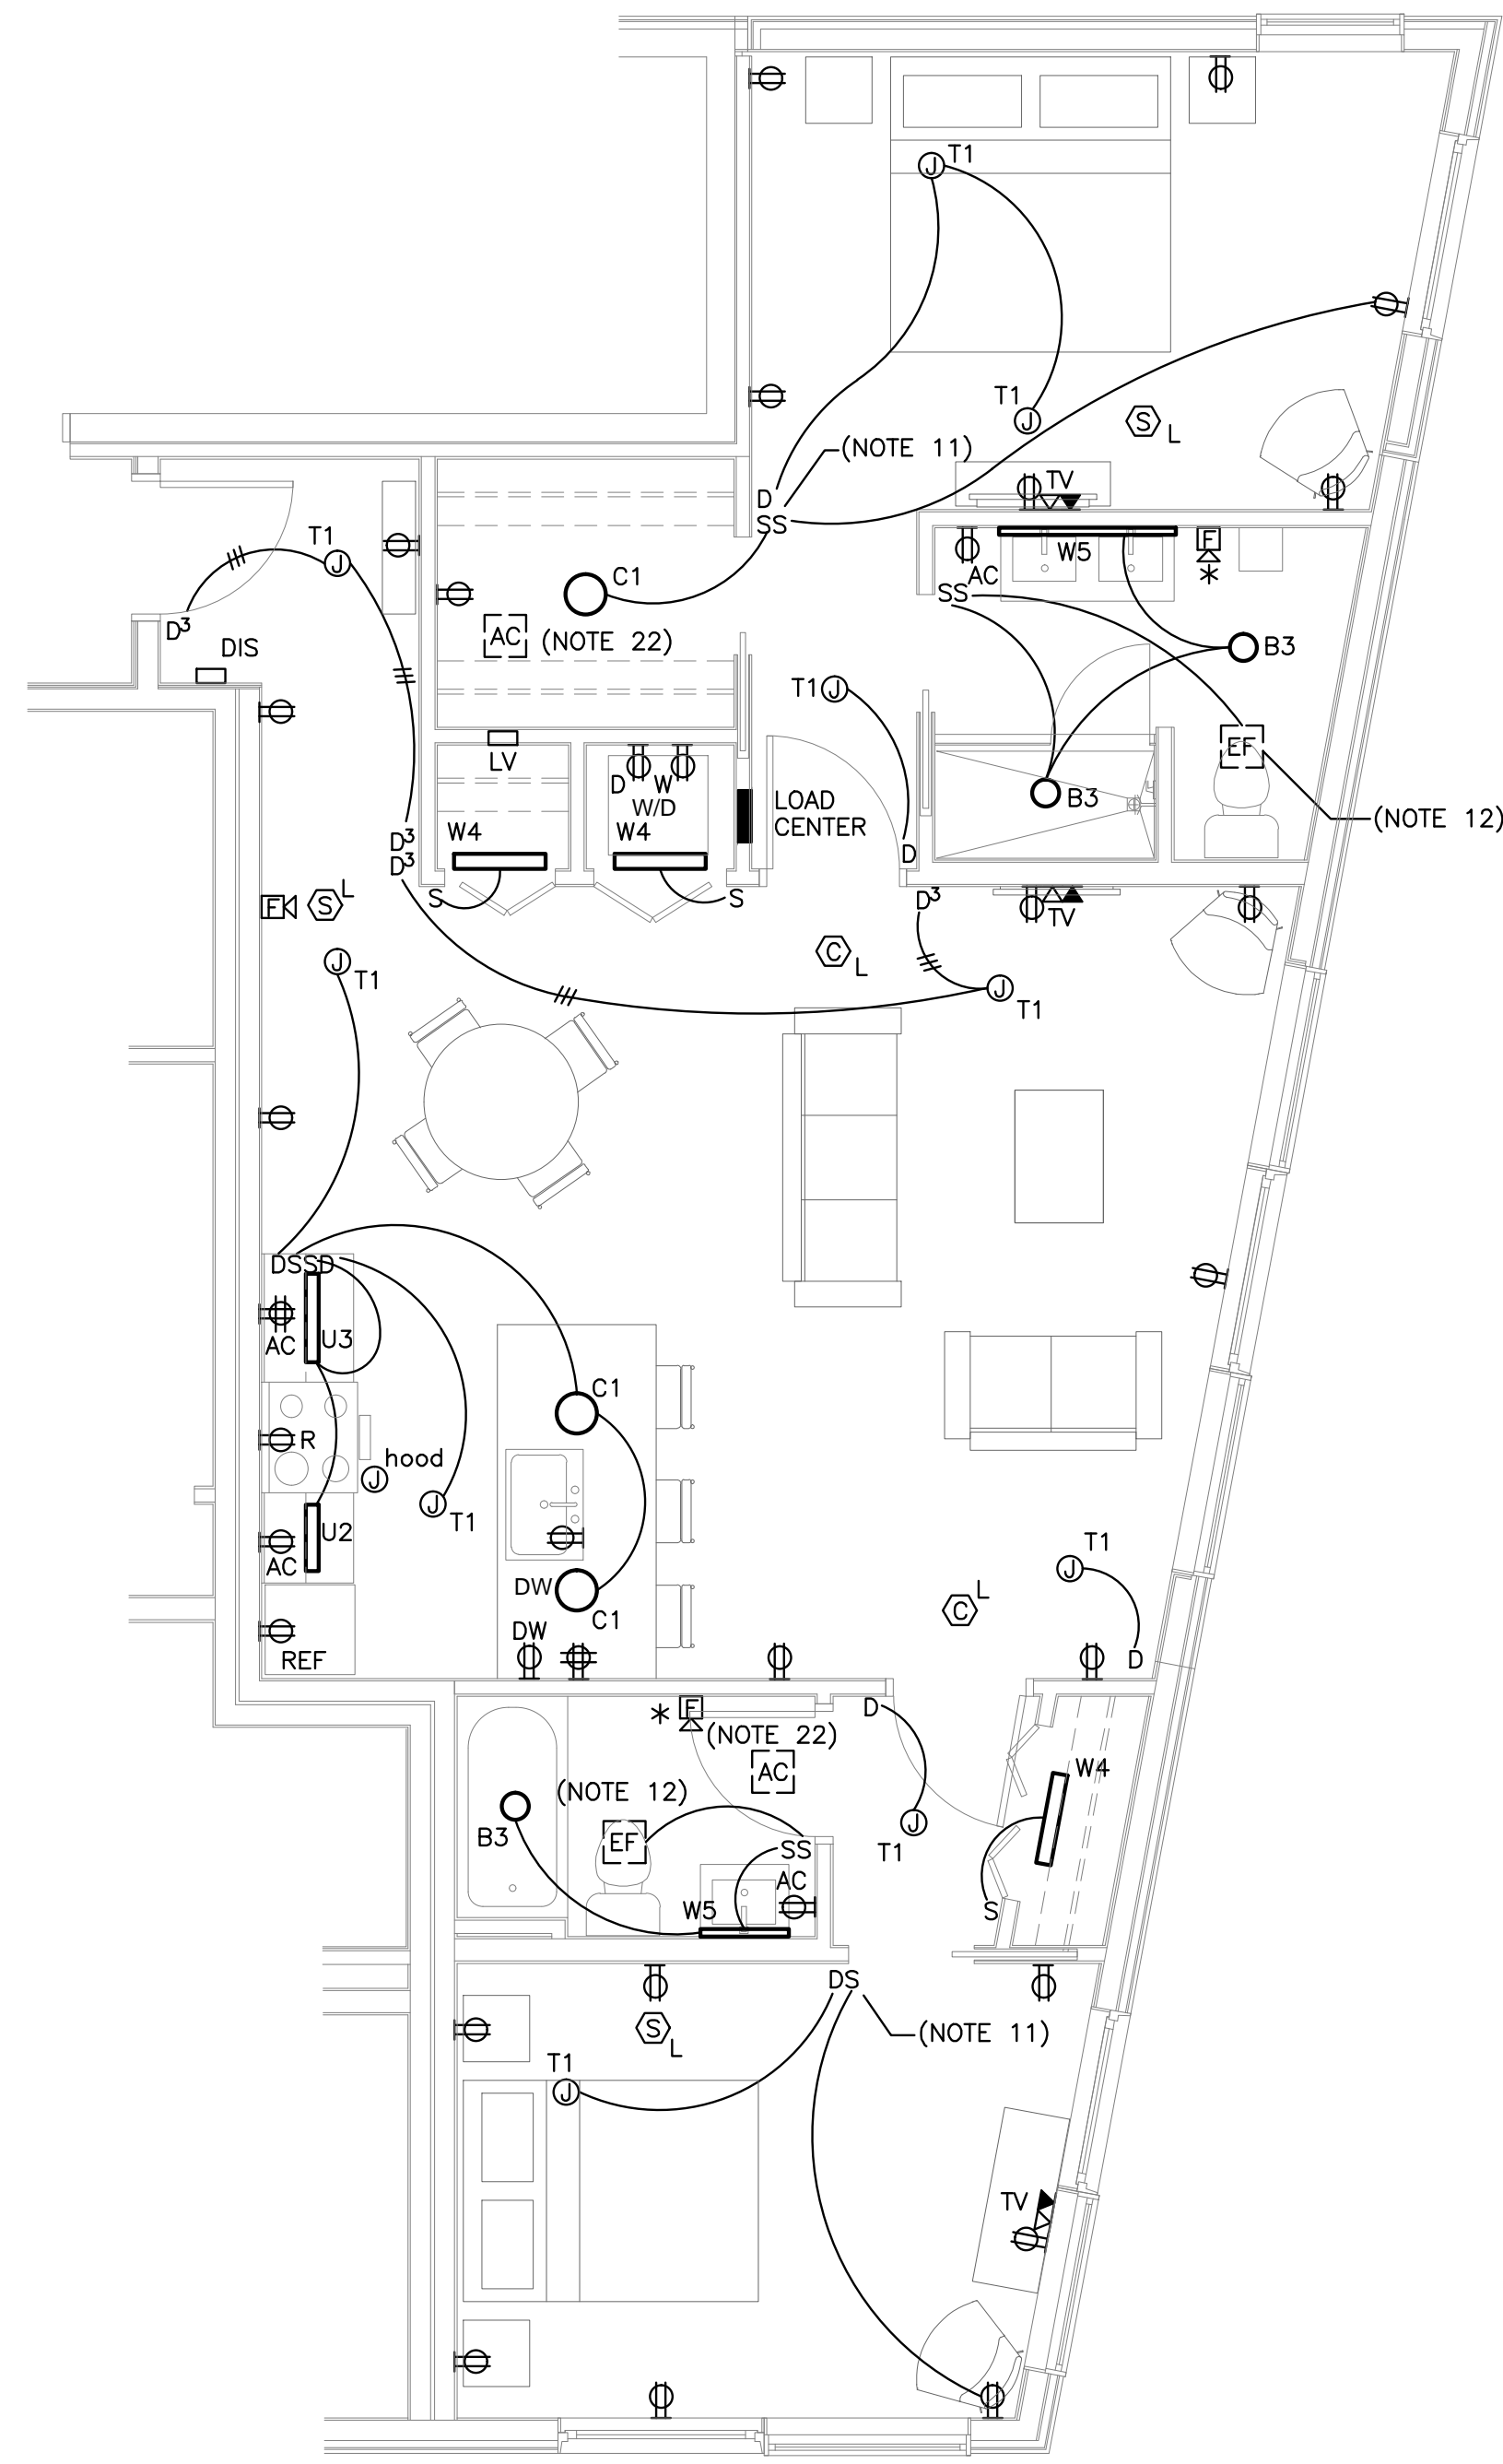 J T1
T1 J
S L
(NOTE 11)
D
SS
TV
T1 J
W5
F
*
AC
SS
C1
AC (NOTE 22)
D3
DIS
B3
T1 J
EF
LV
D W
W/D
LOAD
CENTER
B3
(NOTE 12)
W4
W4
D3
D3
D
S
S
F S L
D3
TV
C L
J T1
J T1
DSSD
AC U3
C1
R
hood
J
J T1
U2
AC
T1
J
DW
C1
C L
DW
REF
D
* F
D
(NOTE 22)
AC
W4
(NOTE 12)
B3
EF
J
T1
SS
AC
W5
S
DS
S L
(NOTE 11)
T1
J
TV